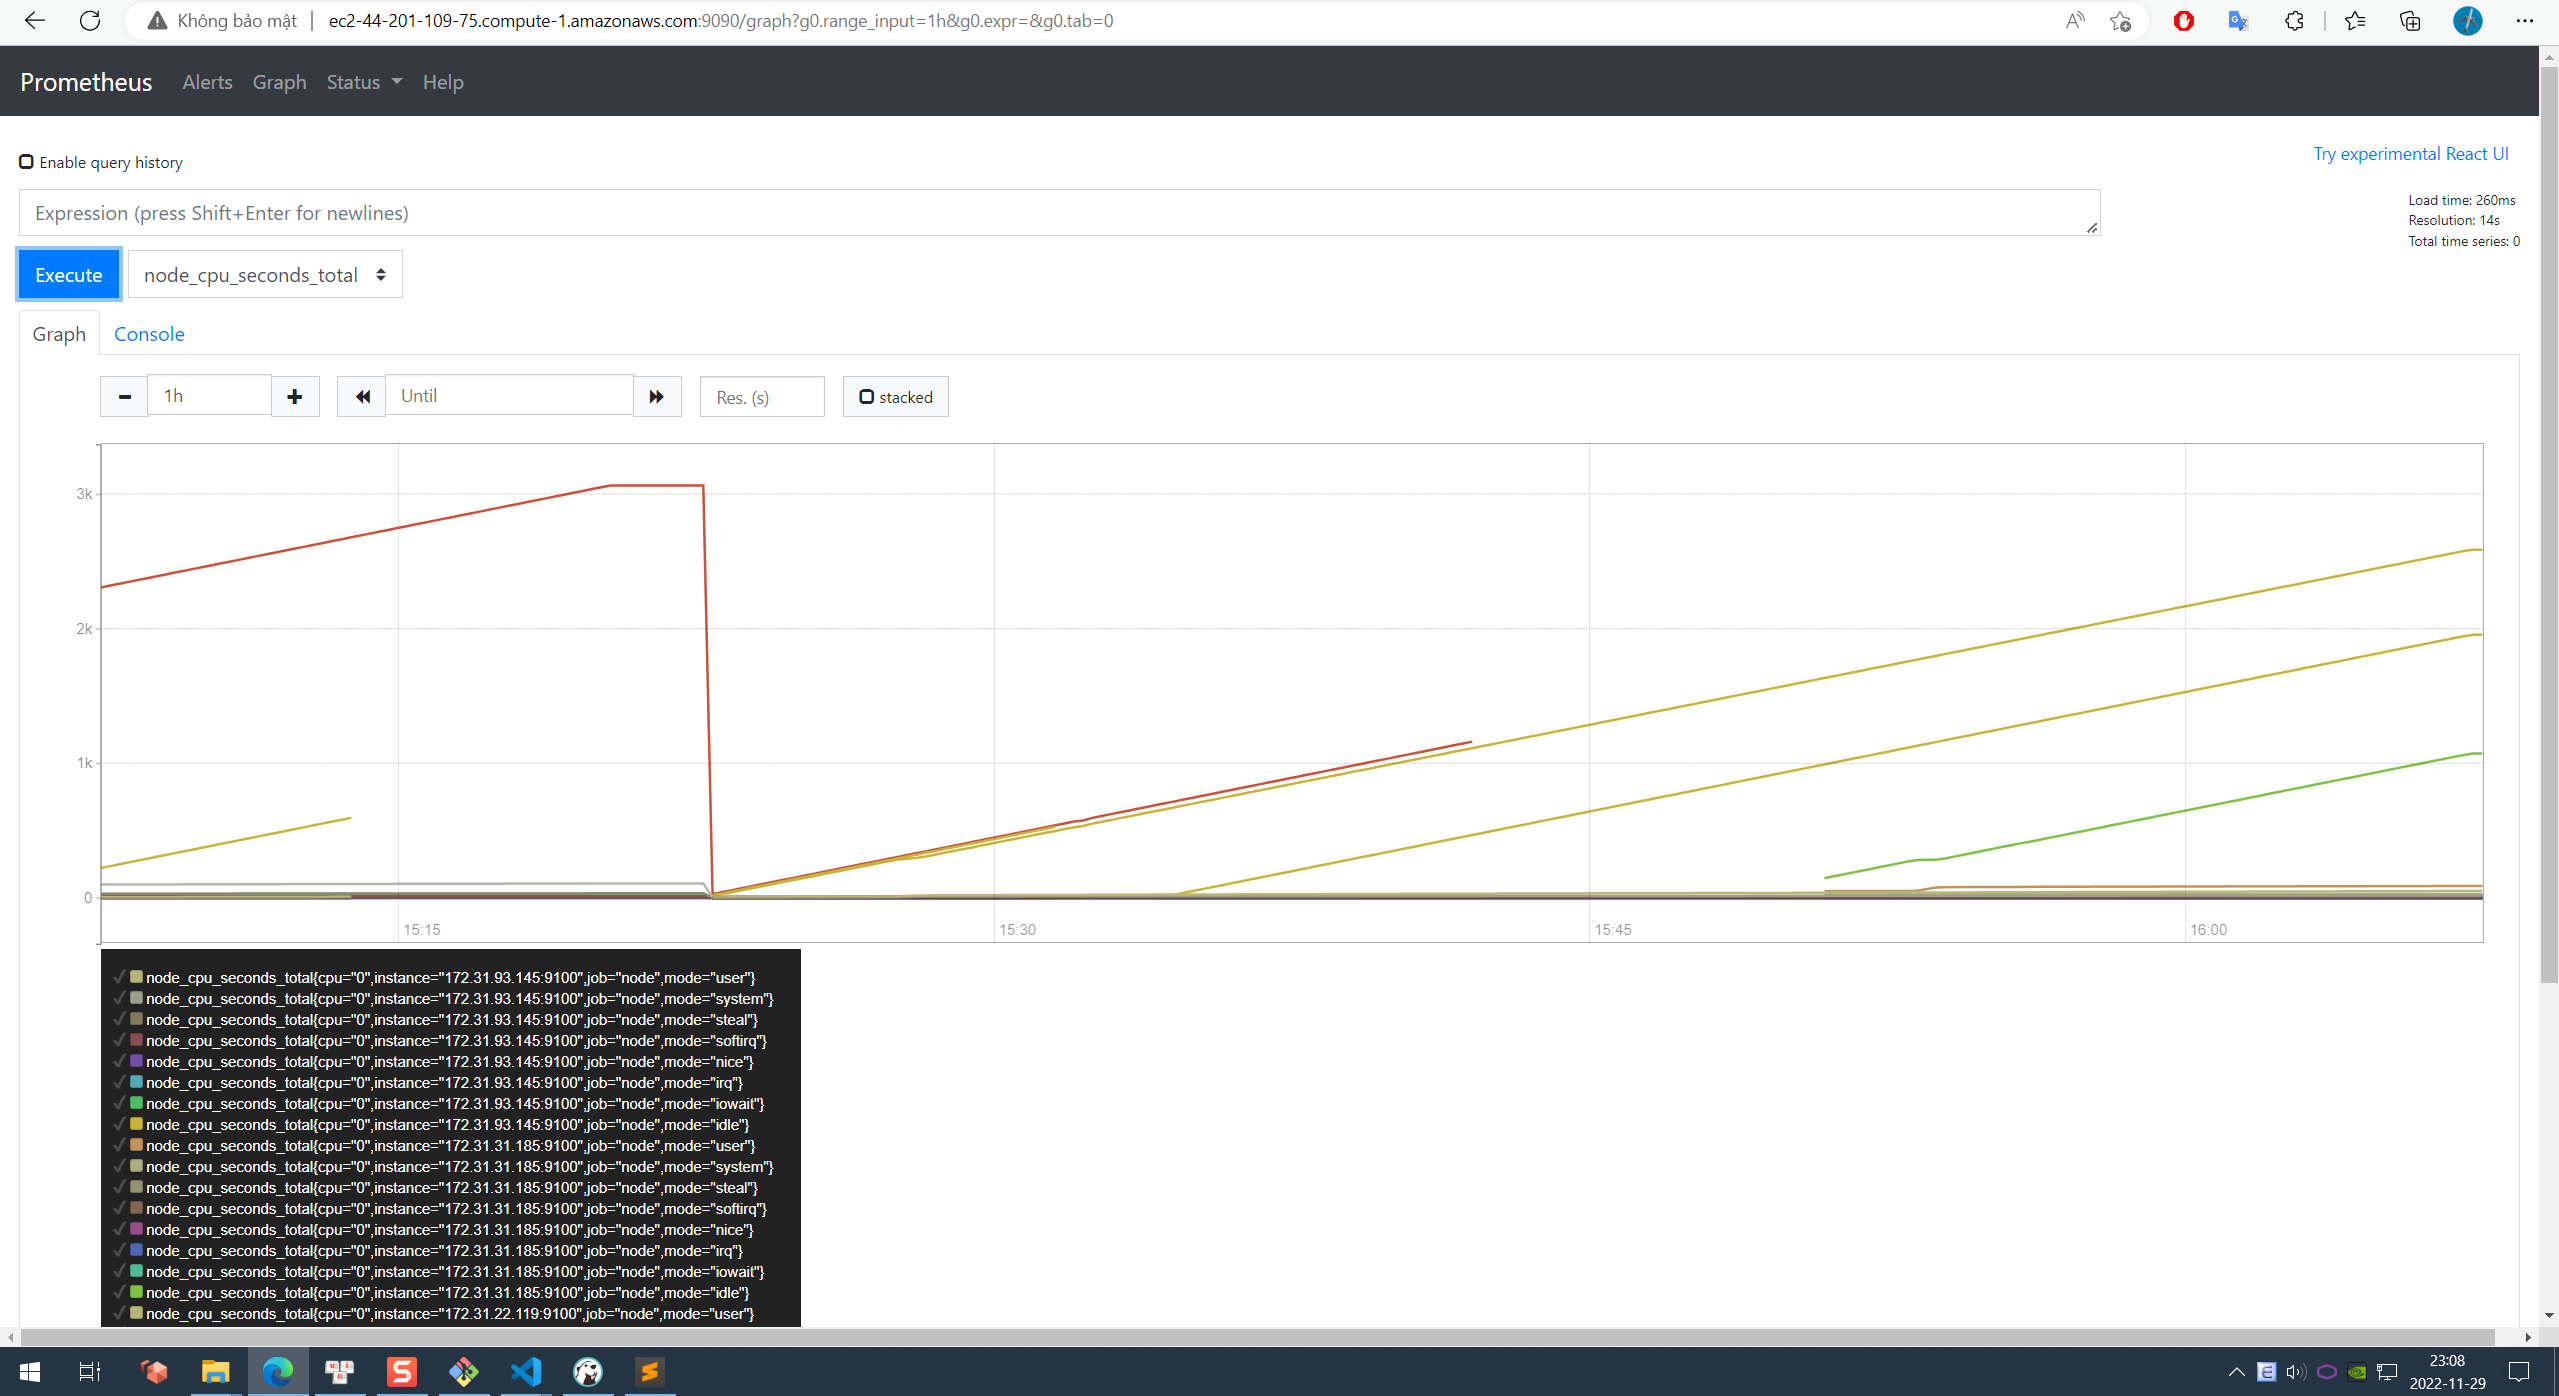 Không bảo mật | ec2-44-201-109-75.compute-1.amazonaws.com:9090/graph?g0.range_input=1h&g0.expr=&g0.tab=0
Prometheus Alerts Graph Status Help
Enable query history
Try experimental React UI
Expression (press Shift+Enter for newlines)
Load time: 260ms
Resolution: 14s
Total time series: 0
Execute node_cpu_seconds_total
Graph Console
1h Until Res. (s) stacked
3k
2k
1k
0
15:15 15:30 15:45 16:00
node_cpu_seconds_total{cpu="0",instance="172.31.93.145:9100",job="node",mode="user"}
node_cpu_seconds_total{cpu="0",instance="172.31.93.145:9100",job="node",mode="system"}
node_cpu_seconds_total{cpu="0",instance="172.31.93.145:9100",job="node",mode="steal"}
node_cpu_seconds_total{cpu="0",instance="172.31.93.145:9100",job="node",mode="softirq"}
node_cpu_seconds_total{cpu="0",instance="172.31.93.145:9100",job="node",mode="nice"}
node_cpu_seconds_total{cpu="0",instance="172.31.93.145:9100",job="node",mode="irq"}
node_cpu_seconds_total{cpu="0",instance="172.31.93.145:9100",job="node",mode="iowait"}
node_cpu_seconds_total{cpu="0",instance="172.31.93.145:9100",job="node",mode="idle"}
node_cpu_seconds_total{cpu="0",instance="172.31.31.185:9100",job="node",mode="user"}
node_cpu_seconds_total{cpu="0",instance="172.31.31.185:9100",job="node",mode="system"}
node_cpu_seconds_total{cpu="0",instance="172.31.31.185:9100",job="node",mode="steal"}
node_cpu_seconds_total{cpu="0",instance="172.31.31.185:9100",job="node",mode="softirq"}
node_cpu_seconds_total{cpu="0",instance="172.31.31.185:9100",job="node",mode="nice"}
node_cpu_seconds_total{cpu="0",instance="172.31.31.185:9100",job="node",mode="irq"}
node_cpu_seconds_total{cpu="0",instance="172.31.31.185:9100",job="node",mode="iowait"}
node_cpu_seconds_total{cpu="0",instance="172.31.31.185:9100",job="node",mode="idle"}
node_cpu_seconds_total{cpu="0",instance="172.31.22.119:9100",job="node",mode="user"}
23:08
2022-11-29